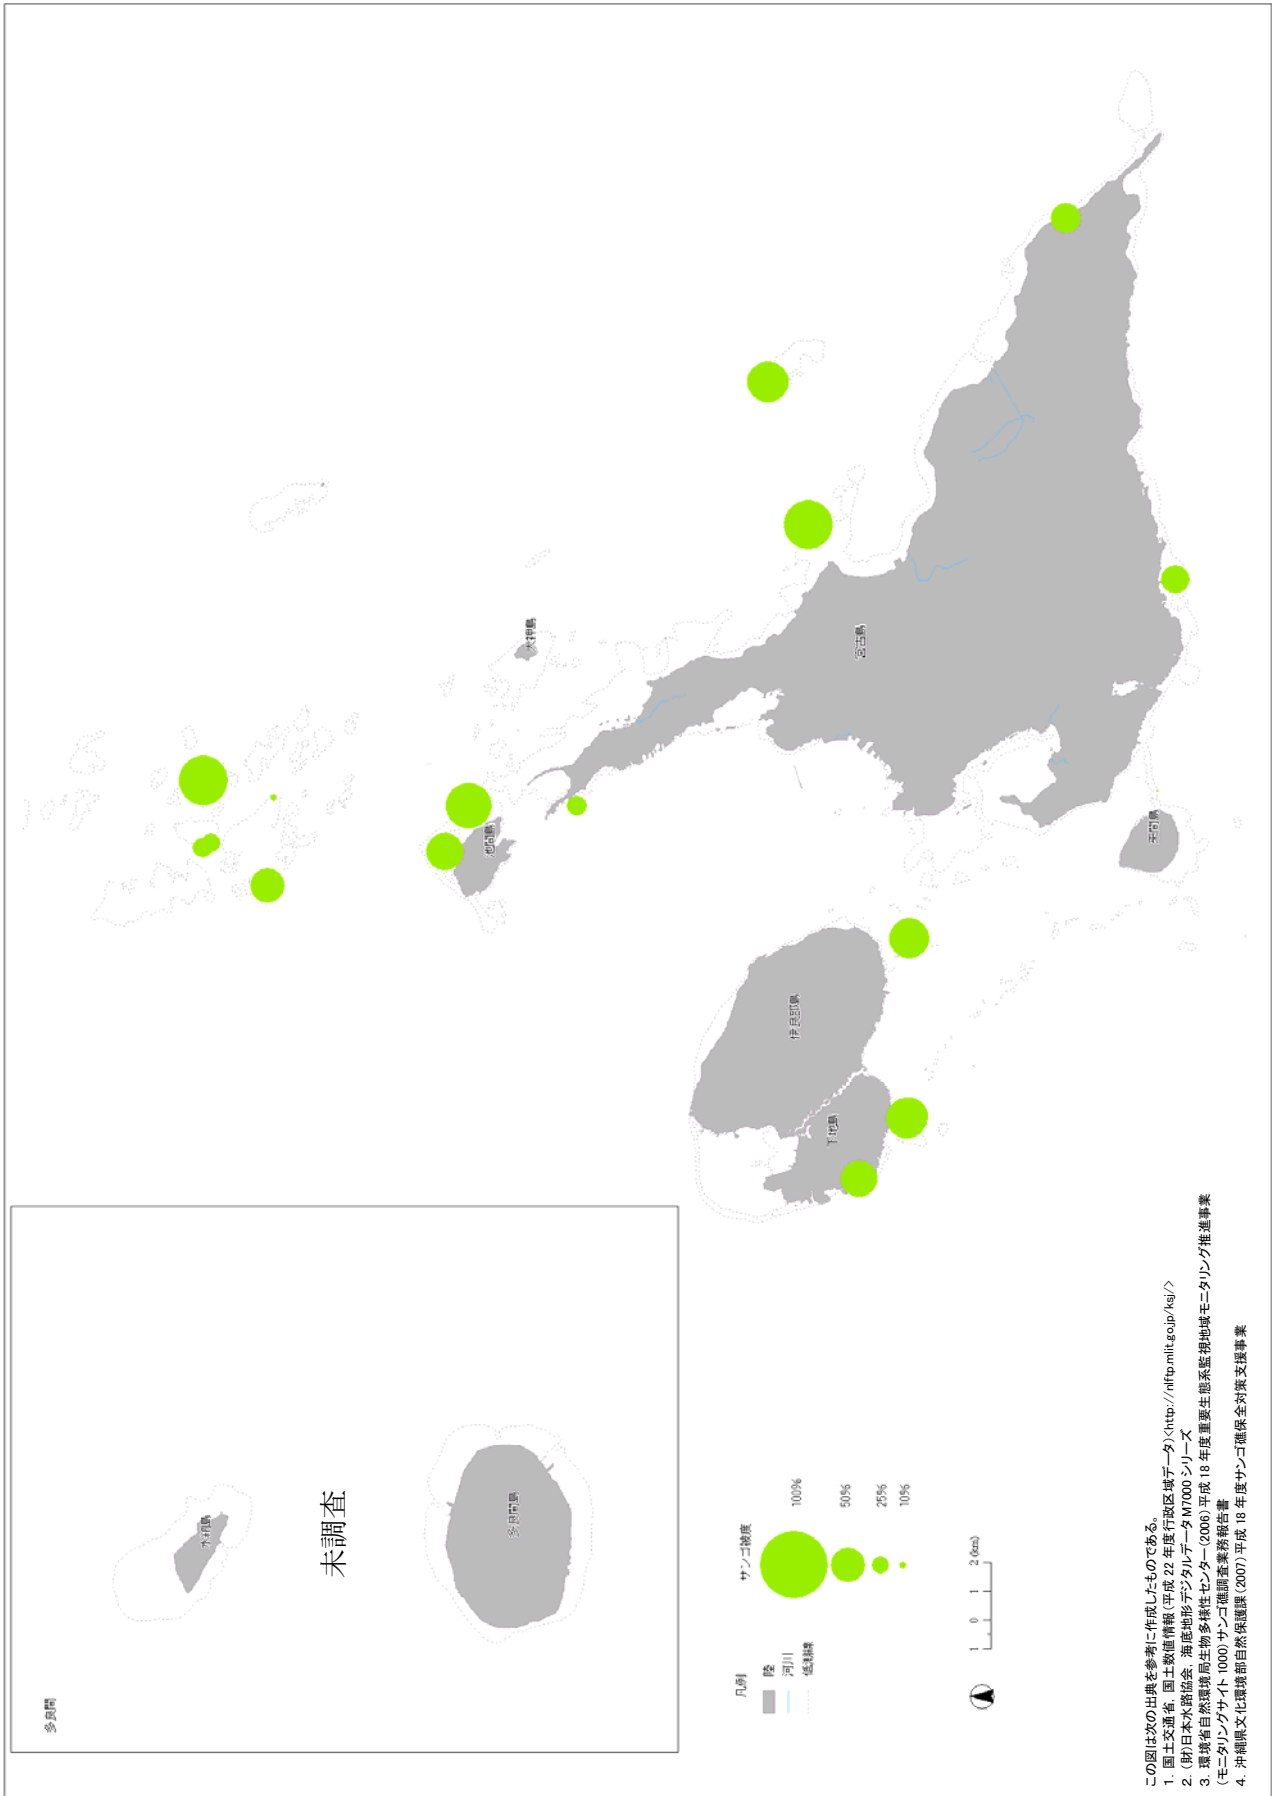 多良間
水納島
未調査
多良間島
大神島
池間島
宮古島
伊良部島
下地島
来間島
凡例
陸
河川
低潮線
サンゴ被度
100%
50%
25%
10%
1 0 1 2 (km)
この図は次の出典を参考に作成したものである。
1. 国土交通省, 国土数値情報(平成 22 年度行政区域データ)<http://nlftp.mlit.go.jp/ksj/>
2. (財)日本水路協会, 海底地形デジタルデータ M7000 シリーズ
3. 環境省自然環境局生物多様性センター(2006)平成 18 年度重要生態系監視地域モニタリング推進事業
(モニタリングサイト 1000)サンゴ礁調査業務報告書
4. 沖縄県文化環境部自然保護課(2007)平成 18 年度サンゴ礁保全対策支援事業